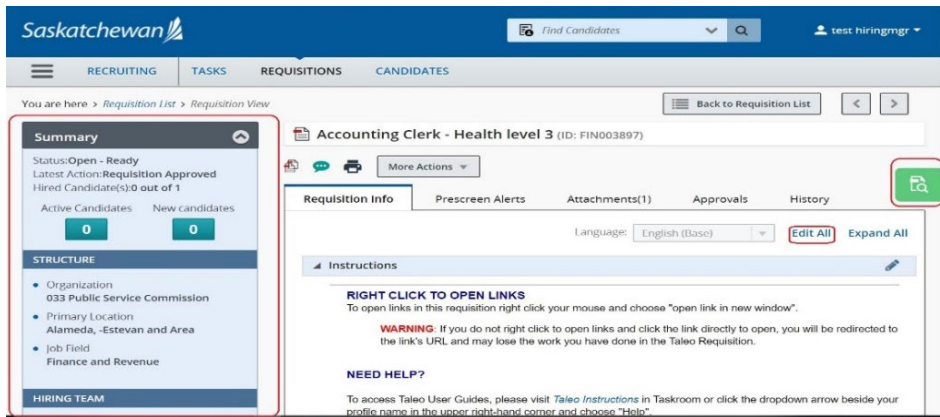 Saskatchewan
Find Candidates
test hiringmgr
RECRUITING TASKS REQUISITIONS CANDIDATES
You are here > Requisition List > Requisition View
Back to Requisition List < >
Summary
Status:Open - Ready
Latest Action:Requisition Approved
Hired Candidate(s):0 out of 1
Active Candidates New candidates
0 0
STRUCTURE
Organization
033 Public Service Commission
Primary Location
Alameda, -Estevan and Area
Job Field
Finance and Revenue
HIRING TEAM
Accounting Clerk - Health level 3 (ID: FIN003897)
More Actions
Requisition Info Prescreen Alerts Attachments(1) Approvals History
Language: English (Base) Edit All Expand All
Instructions
RIGHT CLICK TO OPEN LINKS
To open links in this requisition right click your mouse and choose "open link in new window".
WARNING: If you do not right click to open links and click the link directly to open, you will be redirected to
the link's URL and may lose the work you have done in the Taleo Requisition.
NEED HELP?
To access Taleo User Guides, please visit Taleo Instructions in Taskroom or click the dropdown arrow beside your
profile name in the upper right-hand corner and choose "Help".